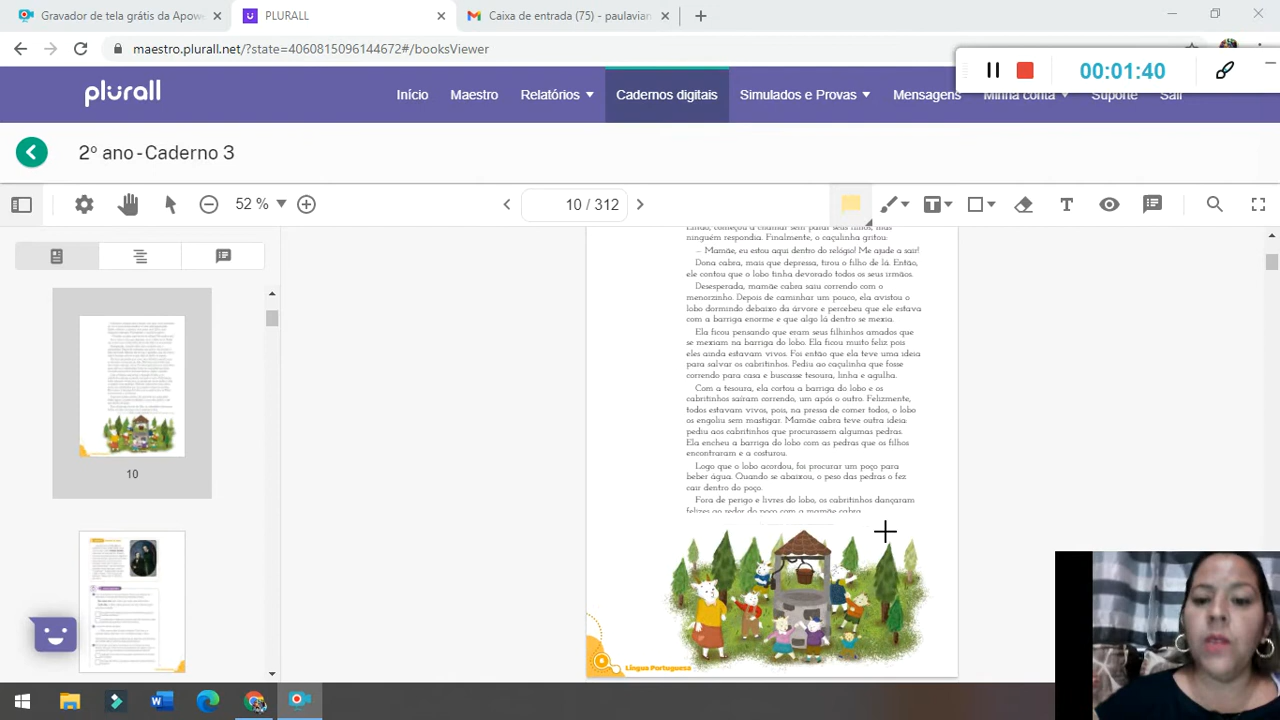 Gravador de tela grátis da Apowe
PLURALL
Caixa de entrada (75) - paulavian
maestro.plurall.net/?state=4060815096144672#/booksViewer
00:01:40
plurall
Início
Maestro
Relatórios
Cadernos digitais
Simulados e Provas
Mensagens
Minha conta
Suporte
Sair
2º ano - Caderno 3
52 %
10 / 312
ninguém respondia. Finalmente, o caçulinha gritou:
– Mamãe, eu estou aqui dentro do relógio! Me ajude a sair!
Dona cabra, mais que depressa, tirou o filho de lá. Então,
ele contou que o lobo tinha devorado todos os seus irmãos.
Desesperada, mamãe cabra saiu correndo com o
menorzinho. Depois de caminhar um pouco, ela avistou o
lobo dormindo debaixo da árvore e percebeu que ele estava
com a barriga enorme e que algo lá dentro se mexia.
Ela ficou pensando que eram seus filhinhos amados que
se mexiam na barriga do lobo. Ela ficou muito feliz pois
eles ainda estavam vivos. Foi então que ela teve uma ideia
para salvar os cabritinhos. Pediu ao caçulinha que fosse
correndo para casa e buscasse tesoura, linha e agulha.
Com a tesoura, ela cortou a barriga do lobo e os
cabritinhos saíram correndo, um após o outro. Felizmente,
todos estavam vivos, pois, na pressa de comer todos, o lobo
os engoliu sem mastigar. Mamãe cabra teve outra ideia:
pediu aos cabritinhos que procurassem algumas pedras.
Ela encheu a barriga do lobo com as pedras que os filhos
encontraram e a costurou.
Logo que o lobo acordou, foi procurar um poço para
beber água. Quando se abaixou, o peso das pedras o fez
cair dentro do poço.
Fora de perigo e livres do lobo, os cabritinhos dançaram
felizes ao redor do poço com a mamãe cabra.
10
Língua Portuguesa